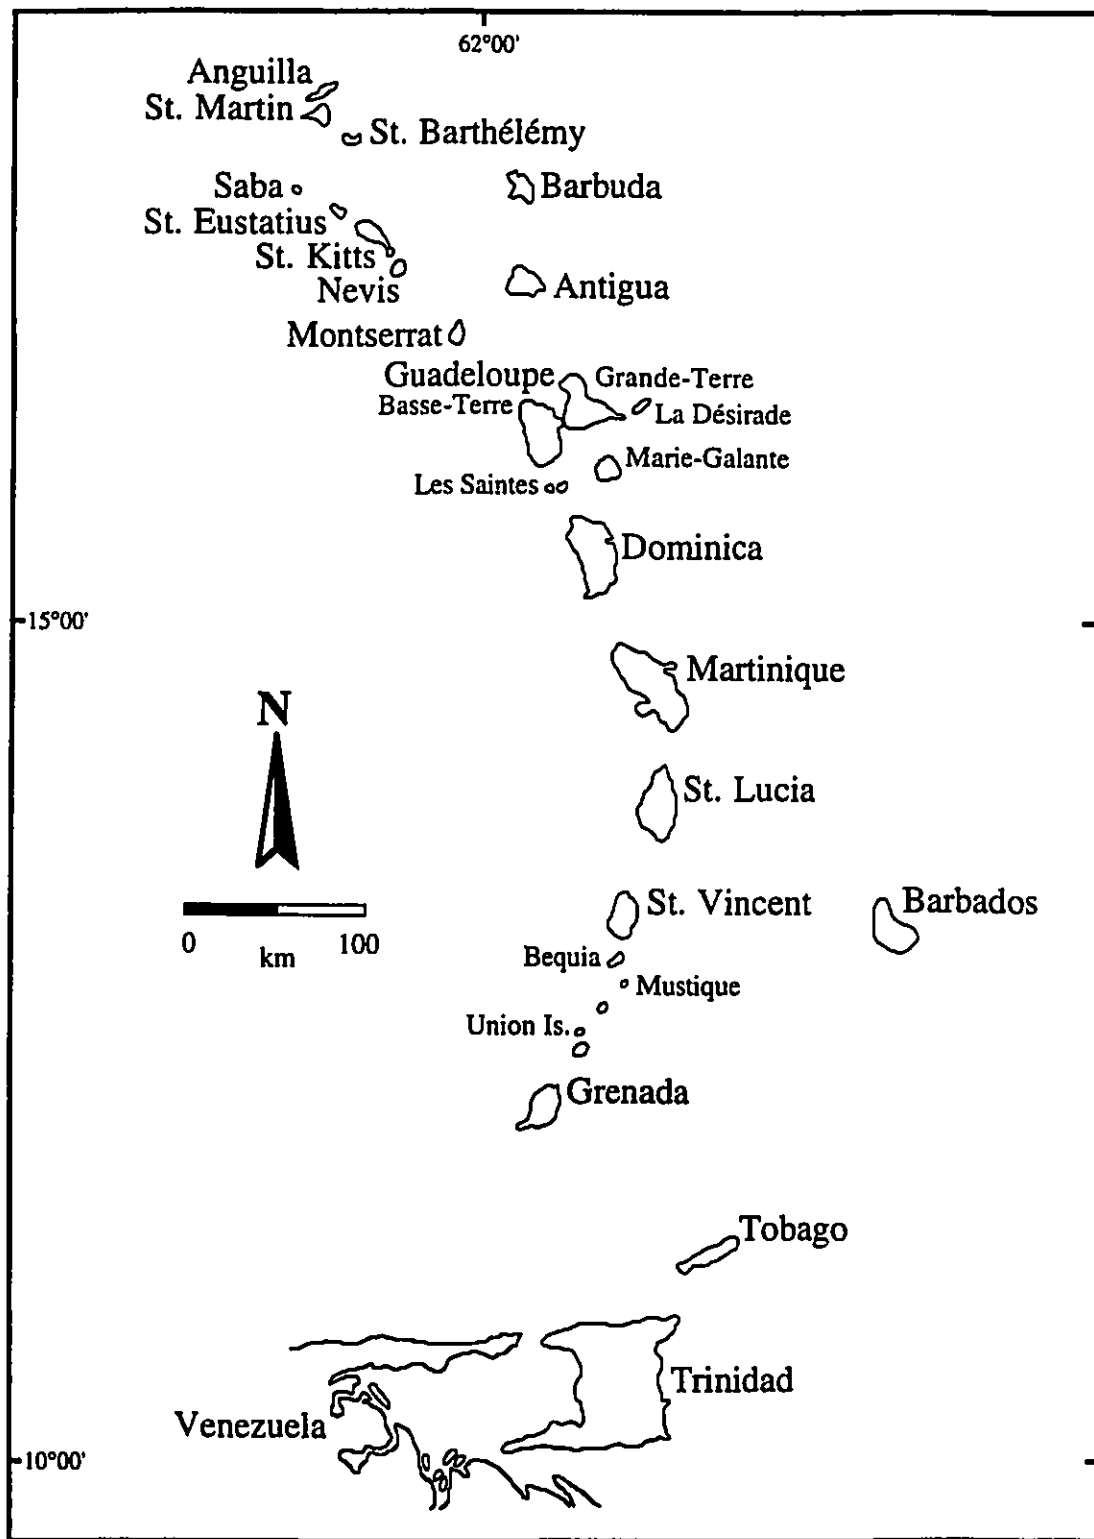 62°00'
Anguilla
St. Martin
St. Barthélémy
Saba
Barbuda
St. Eustatius
St. Kitts
Nevis
Antigua
Montserrat
Guadeloupe
Grande-Terre
Basse-Terre
La Désirade
Marie-Galante
Les Saintes
Dominica
15°00'
Martinique
N
St. Lucia
St. Vincent
Barbados
0 100
km
Bequia
Mustique
Union Is.
Grenada
Tobago
Trinidad
Venezuela
10°00'